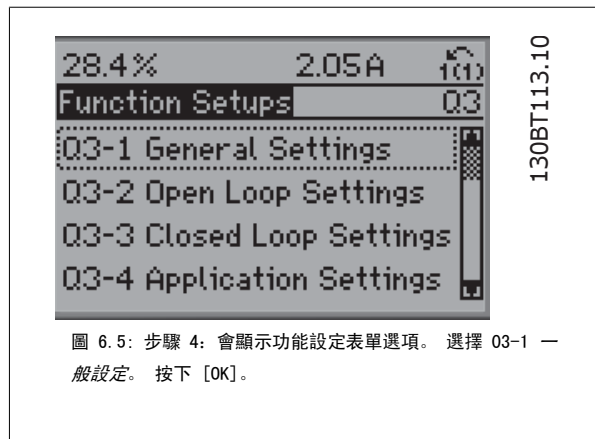 28.4% 2.05A 1(1)
Function Setups Q3
Q3-1 General Settings
Q3-2 Open Loop Settings
Q3-3 Closed Loop Settings
Q3-4 Application Settings
130BT113.10
圖 6.5: 步驟 4: 會顯示功能設定表單選項。 選擇 03-1 一
般設定。 按下 [OK]。